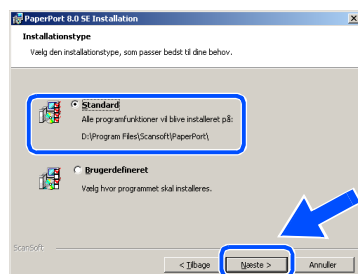 PaperPort 8.0 SE Installation
Installationstype
Vælg den installationstype, som passer bedst til dine behov.
Standard
Alle programfunktioner vil blive installeret på:
D:\Program Files\Scansoft\PaperPort\
Brugerdefineret
Vælg hvor programmet skal installeres.
ScanSoft
< Tilbage Næste > Annuller